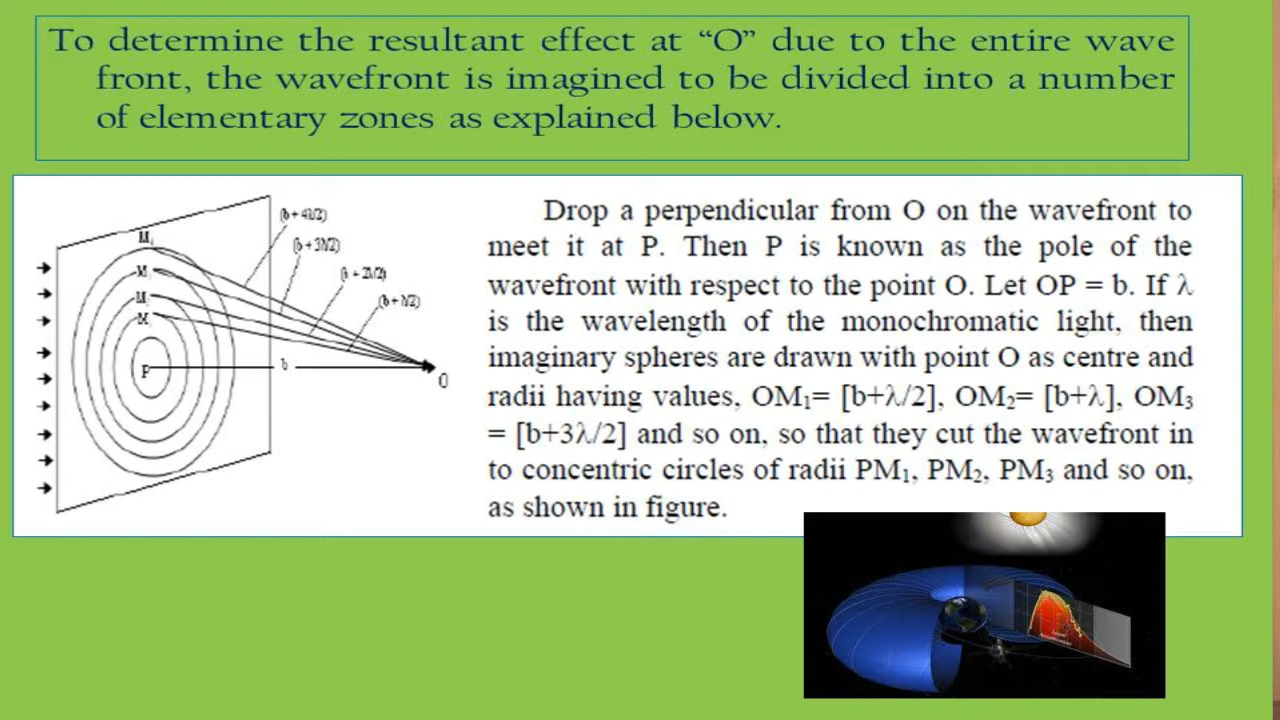 To determine the resultant effect at “O” due to the entire wave
front, the wavefront is imagined to be divided into a number
of elementary zones as explained below.
(b + 4λ/2)
(b + 3λ/2)
(b + 2λ/2)
(b + λ/2)
M
M
M
M
P
b
O
Drop a perpendicular from O on the wavefront to
meet it at P. Then P is known as the pole of the
wavefront with respect to the point O. Let OP = b. If λ
is the wavelength of the monochromatic light, then
imaginary spheres are drawn with point O as centre and
radii having values, OM₁= [b+λ/2], OM₂= [b+λ], OM₃
= [b+3λ/2] and so on, so that they cut the wavefront in
to concentric circles of radii PM₁, PM₂, PM₃ and so on,
as shown in figure.